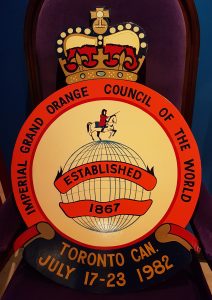 IMPERIAL GRAND ORANGE COUNCIL OF THE WORLD
ESTABLISHED
1867
TORONTO CAN.
JULY 17-23 1982